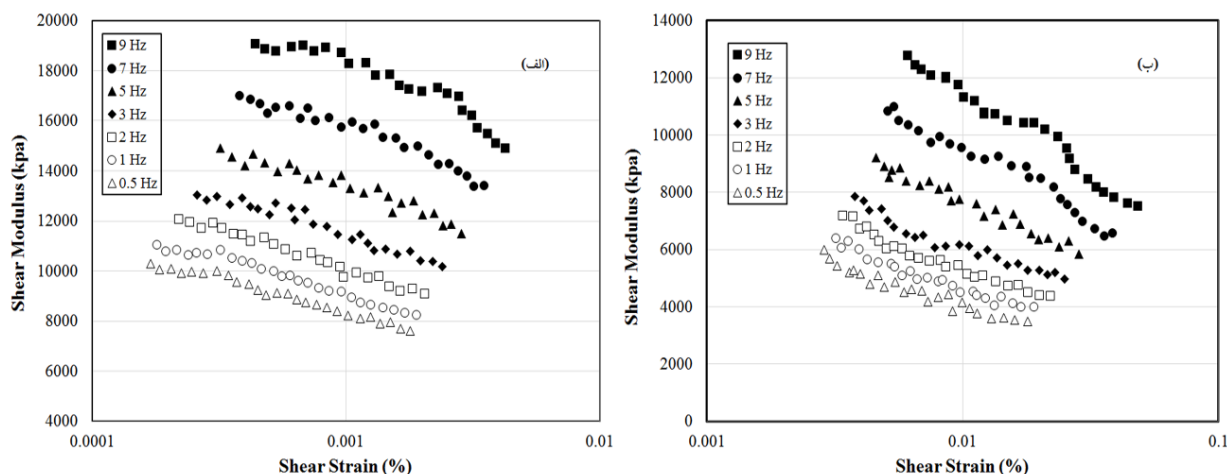 20000
18000
16000
14000
12000
10000
8000
6000
4000
Shear Modulus (kpa)
9 Hz
7 Hz
5 Hz
3 Hz
2 Hz
1 Hz
0.5 Hz
(الف)
0.0001
0.001
0.01
Shear Strain (%)
14000
12000
10000
8000
6000
4000
2000
0
Shear Modulus (kpa)
9 Hz
7 Hz
5 Hz
3 Hz
2 Hz
1 Hz
0.5 Hz
(ب)
0.001
0.01
0.1
Shear Strain (%)